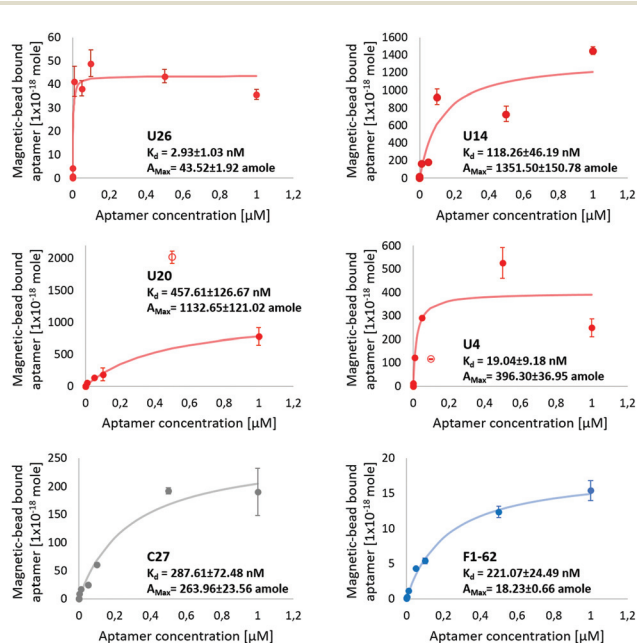 Magnetic-bead bound
aptamer [1x10⁻¹⁸ mole]
60
50
40
30
20
10
0
U26
Kd = 2.93±1.03 nM
AMax = 43.52±1.92 amole
0 0,2 0,4 0,6 0,8 1 1,2
Aptamer concentration [µM]
Magnetic-bead bound
aptamer [1x10⁻¹⁸ mole]
1600
1400
1200
1000
800
600
400
200
0
U14
Kd = 118.26±46.19 nM
AMax = 1351.50±150.78 amole
0 0,2 0,4 0,6 0,8 1 1,2
Aptamer concentration [µM]
Magnetic-bead bound
aptamer [1x10⁻¹⁸ mole]
2000
1500
1000
500
0
U20
Kd = 457.61±126.67 nM
AMax = 1132.65±121.02 amole
0 0,2 0,4 0,6 0,8 1 1,2
Aptamer concentration [µM]
Magnetic-bead bound
aptamer [1x10⁻¹⁸ mole]
600
500
400
300
200
100
0
U4
Kd = 19.04±9.18 nM
AMax = 396.30±36.95 amole
0 0,2 0,4 0,6 0,8 1 1,2
Aptamer concentration [µM]
Magnetic-bead bound
aptamer [1x10⁻¹⁸ mole]
250
200
150
100
50
0
C27
Kd = 287.61±72.48 nM
AMax = 263.96±23.56 amole
0 0,2 0,4 0,6 0,8 1 1,2
Aptamer concentration [µM]
Magnetic-bead bound
aptamer [1x10⁻¹⁸ mole]
20
15
10
5
0
F1-62
Kd = 221.07±24.49 nM
AMax = 18.23±0.66 amole
0 0,2 0,4 0,6 0,8 1 1,2
Aptamer concentration [µM]